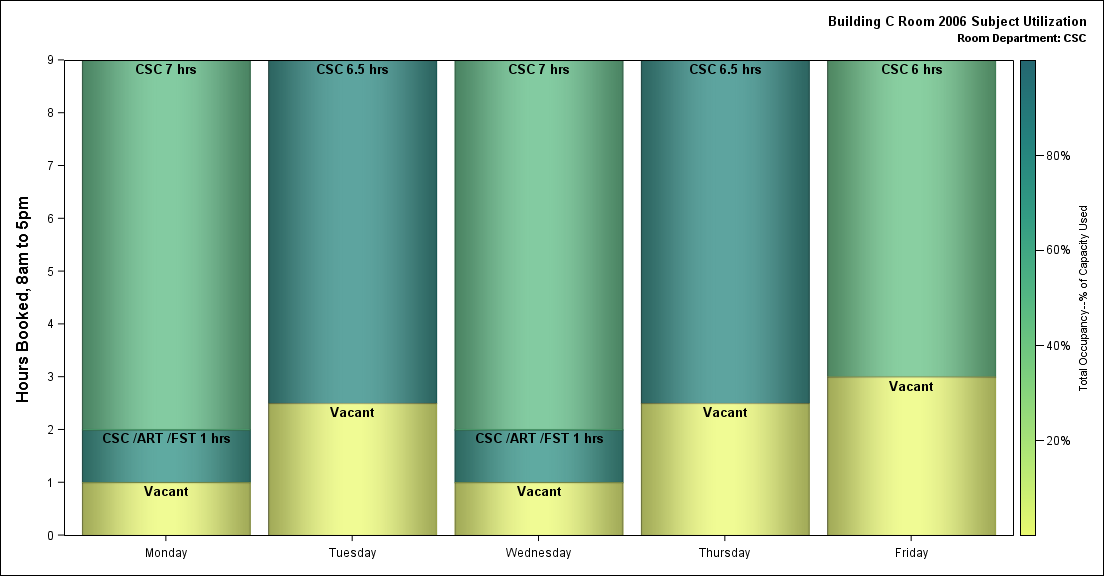 Building C Room 2006 Subject Utilization
Room Department: CSC
Hours Booked, 8am to 5pm
9
8
7
6
5
4
3
2
1
0
CSC 7 hrs
CSC /ART /FST 1 hrs
Vacant
CSC 6.5 hrs
Vacant
CSC 7 hrs
CSC /ART /FST 1 hrs
Vacant
CSC 6.5 hrs
Vacant
CSC 6 hrs
Vacant
Monday
Tuesday
Wednesday
Thursday
Friday
80%
60%
40%
20%
Total Occupancy--% of Capacity Used